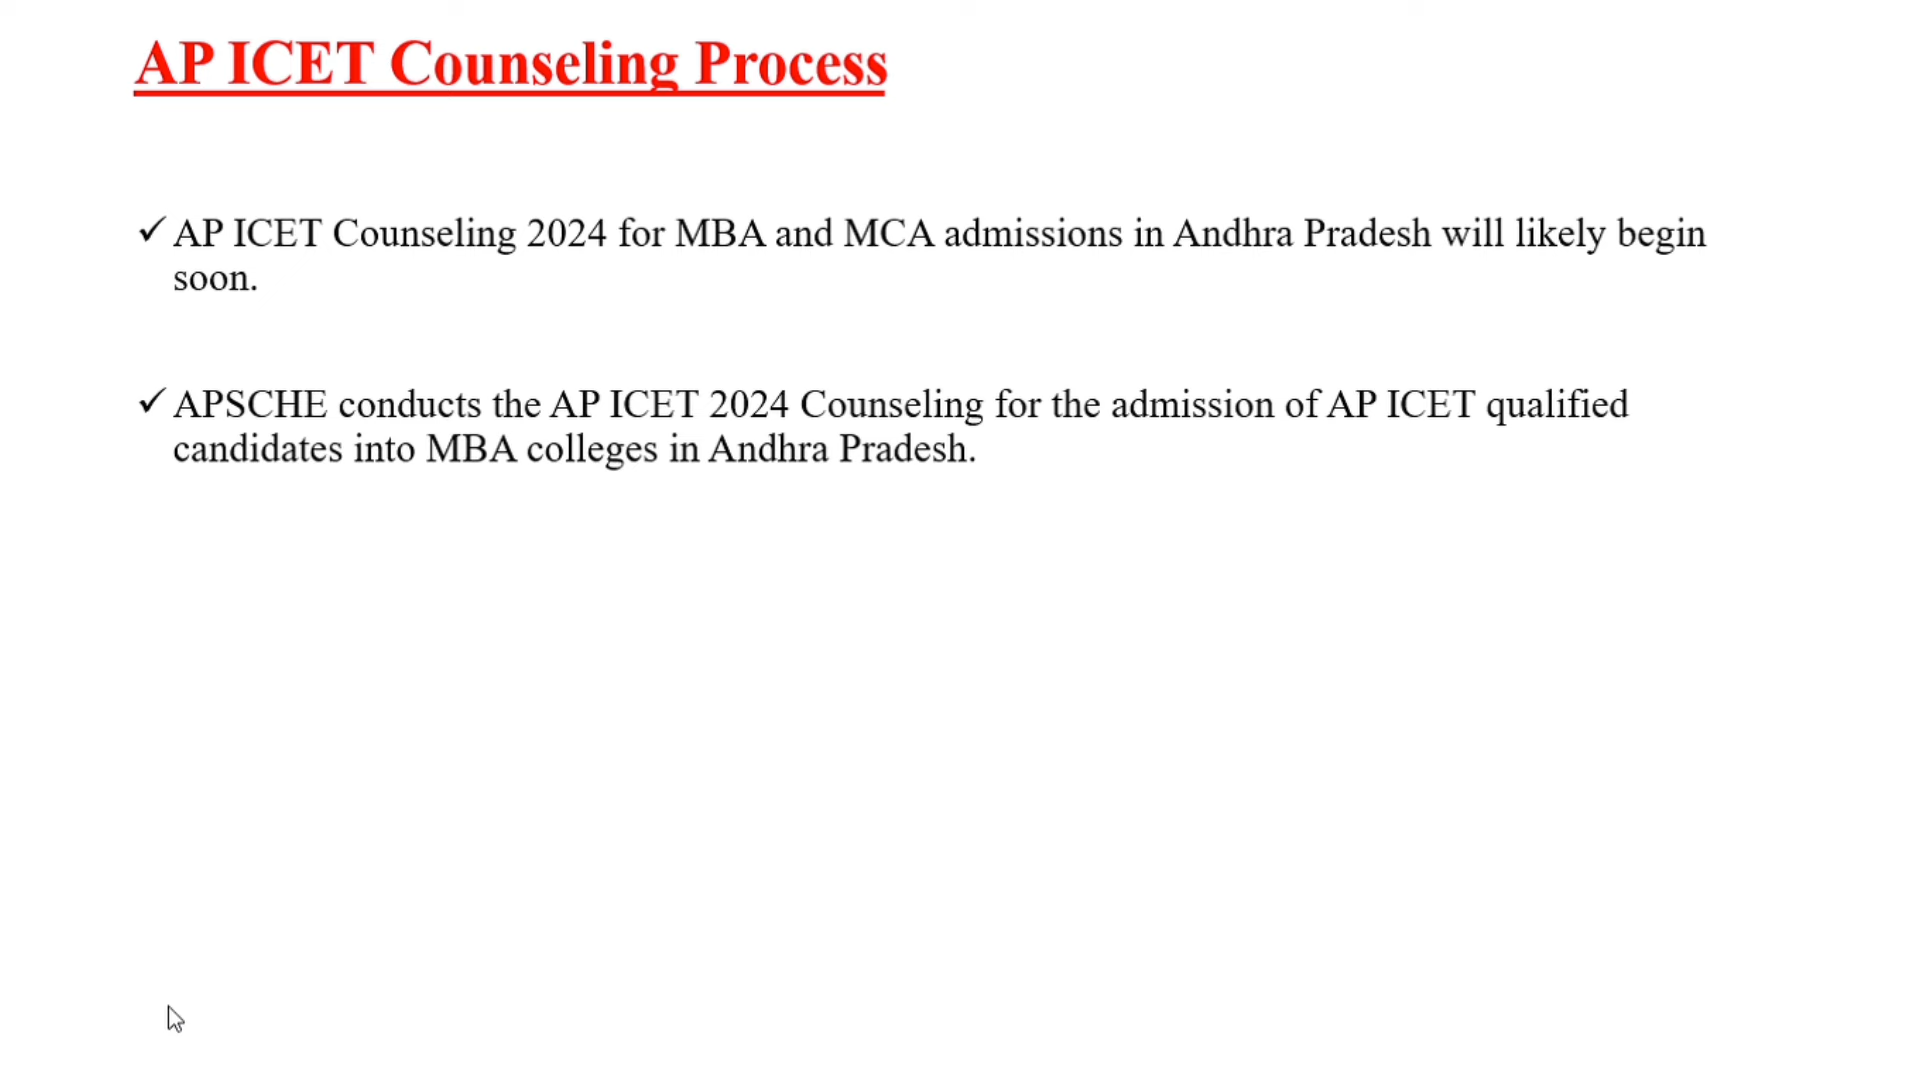 AP ICET Counseling Process
✓ AP ICET Counseling 2024 for MBA and MCA admissions in Andhra Pradesh will likely begin
soon.
✓ APSCHE conducts the AP ICET 2024 Counseling for the admission of AP ICET qualified
candidates into MBA colleges in Andhra Pradesh.